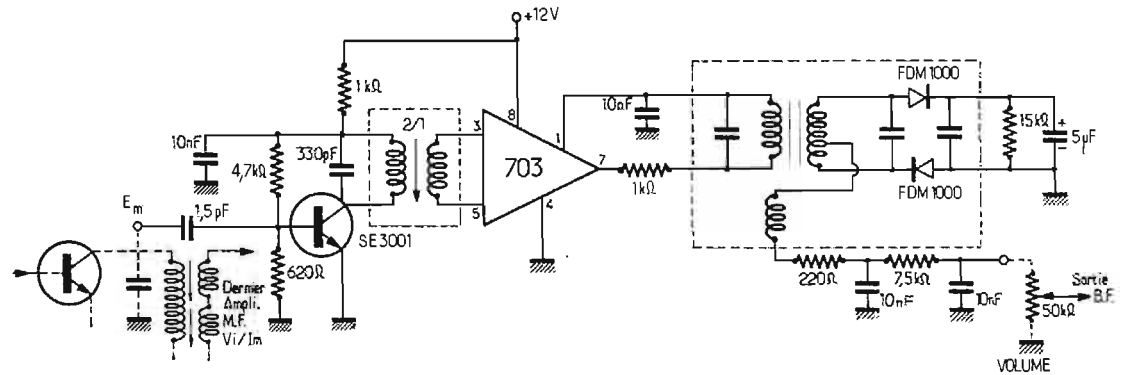 +12V
1kΩ
10nF
4,7kΩ
330pF
2/1
3
8
1
703
7
5
4
10nF
1kΩ
FDM1000
FDM1000
15kΩ
+
5µF
Em
1,5pF
SE3001
620Ω
Dernier
Ampli.
M.F.
Vi/Im
220Ω
7,5kΩ
10nF
10nF
50kΩ
Sortie
B.F.
VOLUME